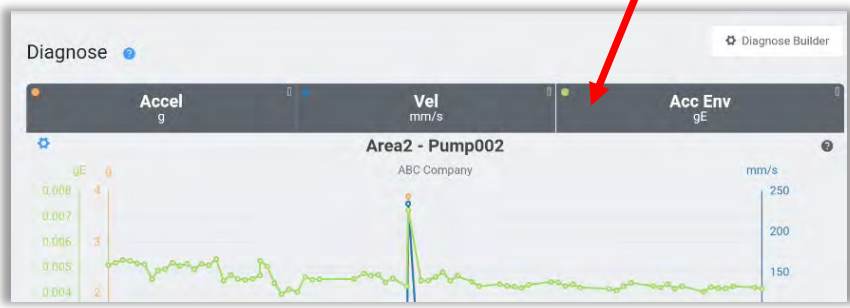 Diagnose
Diagnose Builder
Accel
g
Vel
mm/s
Acc Env
gE
Area2 - Pump002
ABC Company
gE g mm/s
0.008 4 250
0.007
0.006 3 200
0.005 150
0.004 2